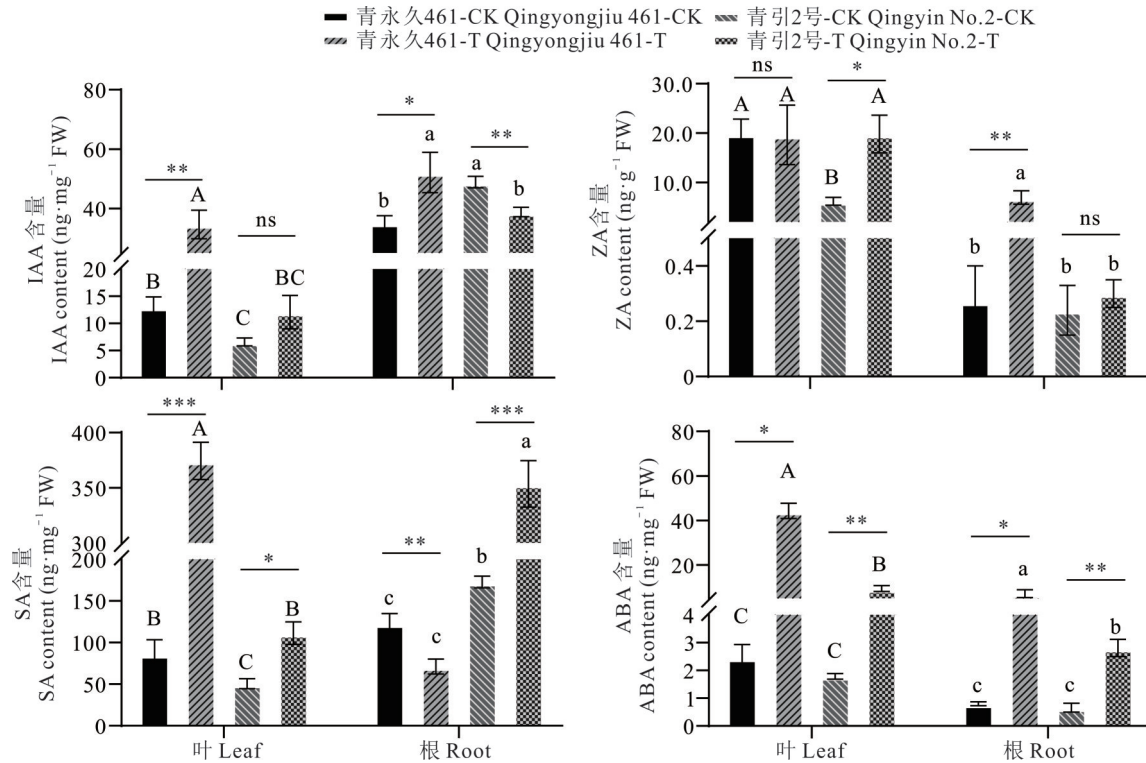 青永久461-CK Qingyongjiu 461-CK
青引2号-CK Qingyin No.2-CK
青永久461-T Qingyongjiu 461-T
青引2号-T Qingyin No.2-T
IAA 含量
IAA content (ng·mg⁻¹ FW)
80
60
40
20
15
10
5
0
**
B
A
ns
C
BC
*
b
a
**
a
b
ZA 含量
ZA content (ng·g⁻¹ FW)
30.0
20.0
10.0
0.4
0.2
0
ns
A
A
*
B
A
**
b
a
ns
b
b
SA 含量
SA content (ng·mg⁻¹ FW)
400
350
300
200
150
100
50
0
***
B
A
*
C
B
**
c
c
***
b
a
叶 Leaf
根 Root
ABA 含量
ABA content (ng·mg⁻¹ FW)
80
60
40
20
4
3
2
1
0
*
C
A
**
C
B
*
c
a
**
c
b
叶 Leaf
根 Root